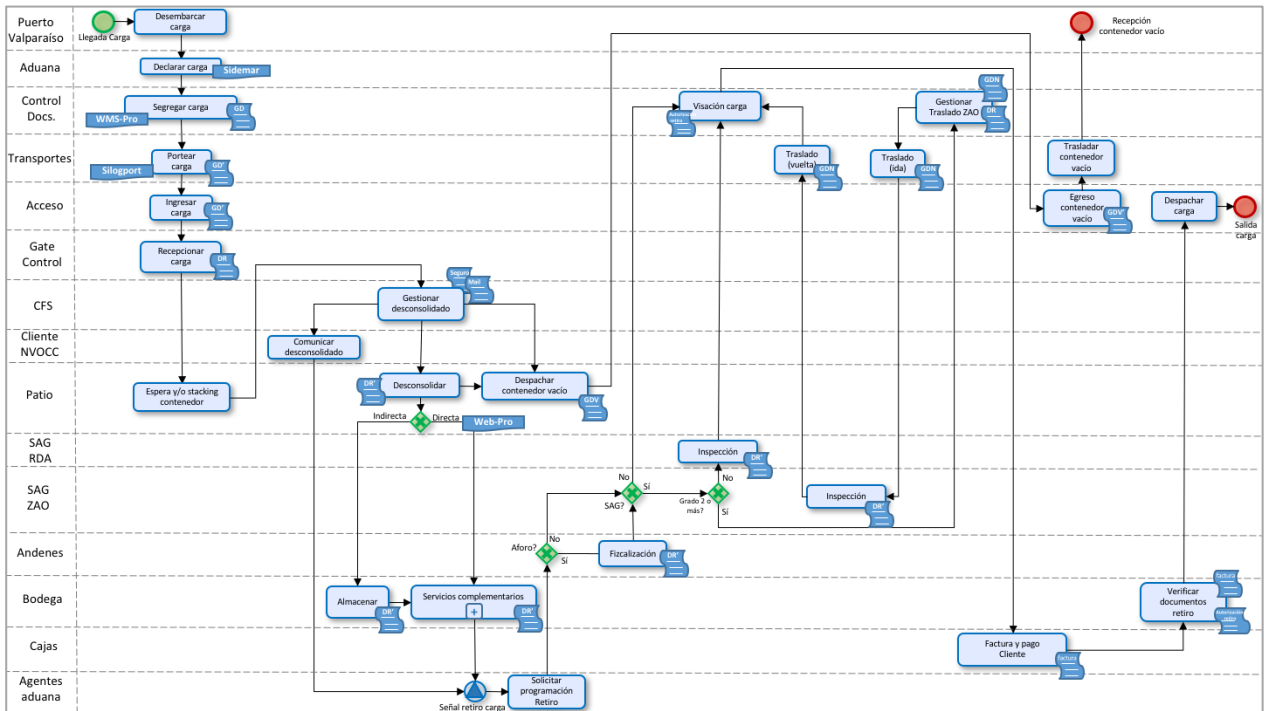 Puerto
Valparaíso
Llegada Carga
Desembarcar
carga
Recepción
contenedor vacío
Aduana
Declarar carga
Sidemar
Control
Docs.
Segregar carga
WMS-Pro
GD
Visación carga
Gestionar
Traslado ZAO
GDN
DR
Transportes
Portear
carga
Silogport
GD'
Traslado
(vuelta)
GDN
Traslado
(ida)
GDN
Trasladar
contenedor
vacío
Acceso
Ingresar
carga
GD'
Egreso
contenedor
vacío
GDV'
Despachar
carga
Salida
carga
Gate
Control
Recepcionar
carga
DR
CFS
Gestionar
desconsolidado
Seguro
Mail
Cliente
NVOCC
Comunicar
desconsolidado
Patio
Espera y/o stacking
contenedor
DR'
Desconsolidar
Despachar
contenedor vacío
GDV
Indirecta
Directa
Web-Pro
SAG
RDA
Inspección
DR'
SAG
ZAO
No
Sí
SAG?
Grado 2 o
más?
No
Sí
Inspección
DR'
Andenes
Aforo?
No
Sí
Fizcalización
DR'
Bodega
Almacenar
DR'
Servicios complementarios
DR'
Verificar
documentos
retiro
factura
Cajas
Factura y pago
Cliente
factura
Agentes
aduana
Señal retiro carga
Solicitar
programación
Retiro